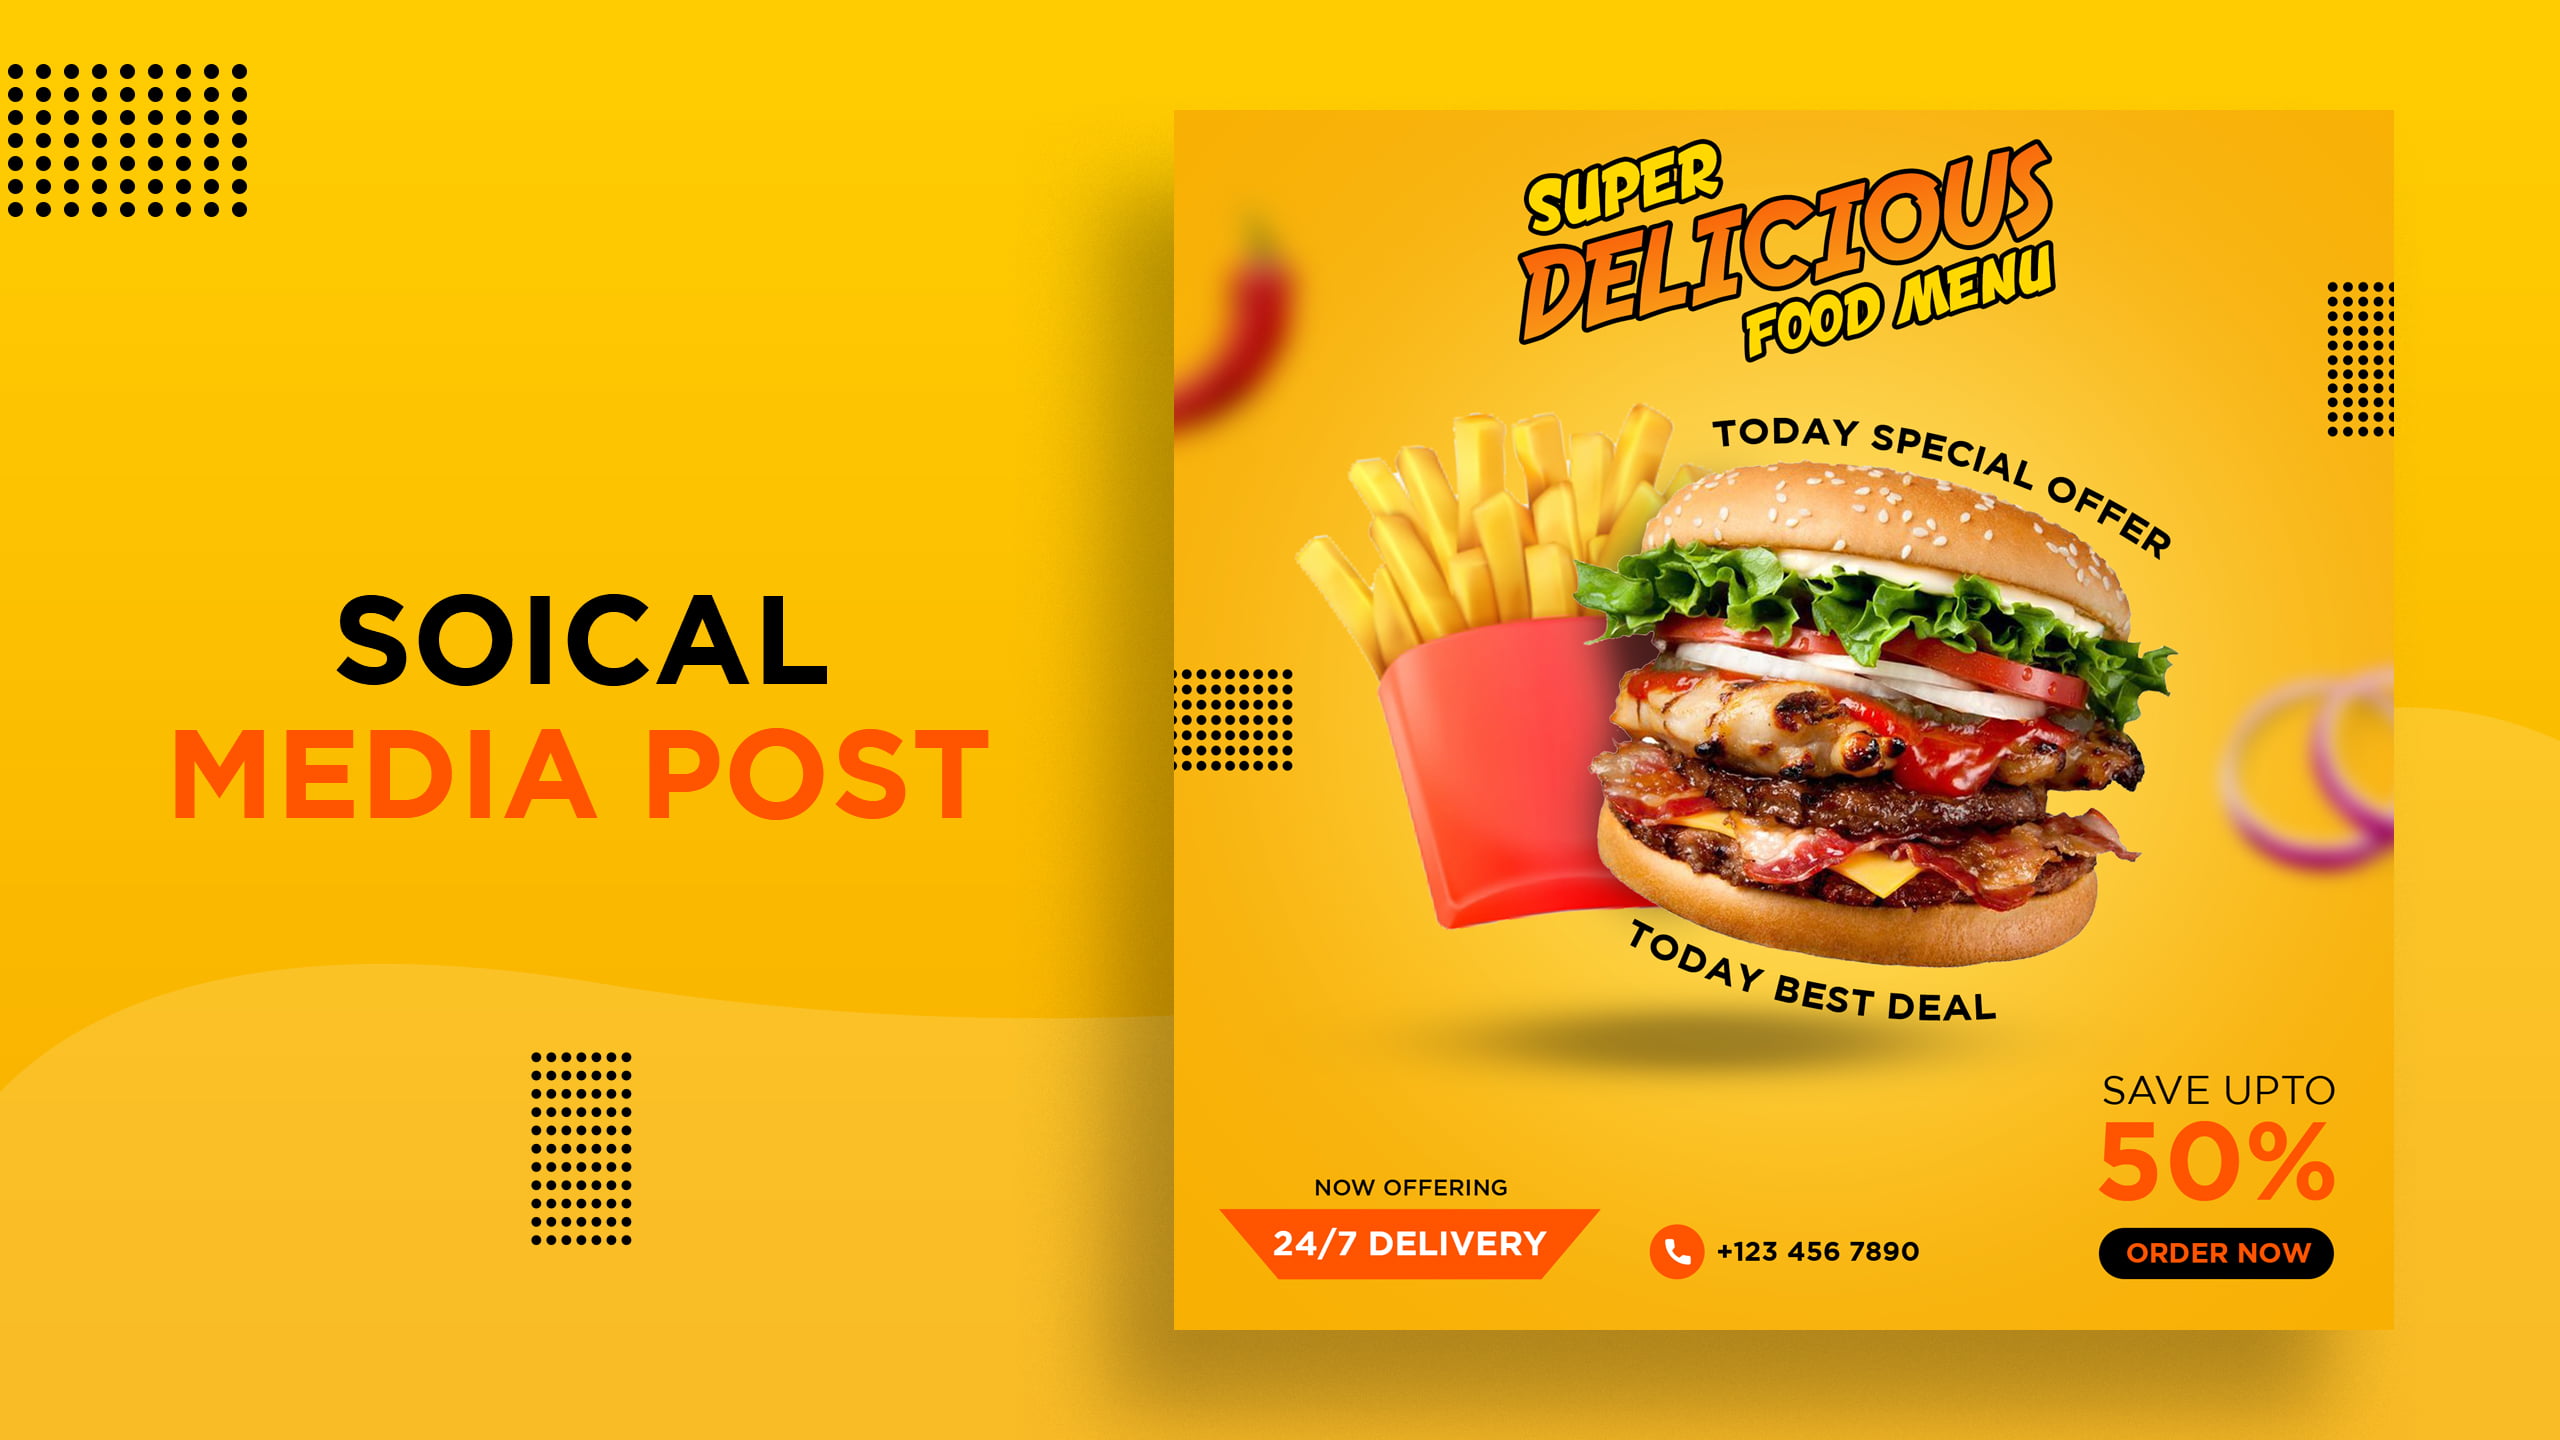 SOICAL
MEDIA POST
SUPER
DELICIOUS
FOOD MENU
TODAY SPECIAL OFFER
TODAY BEST DEAL
SAVE UPTO
50%
ORDER NOW
NOW OFFERING
24/7 DELIVERY
+123 456 7890